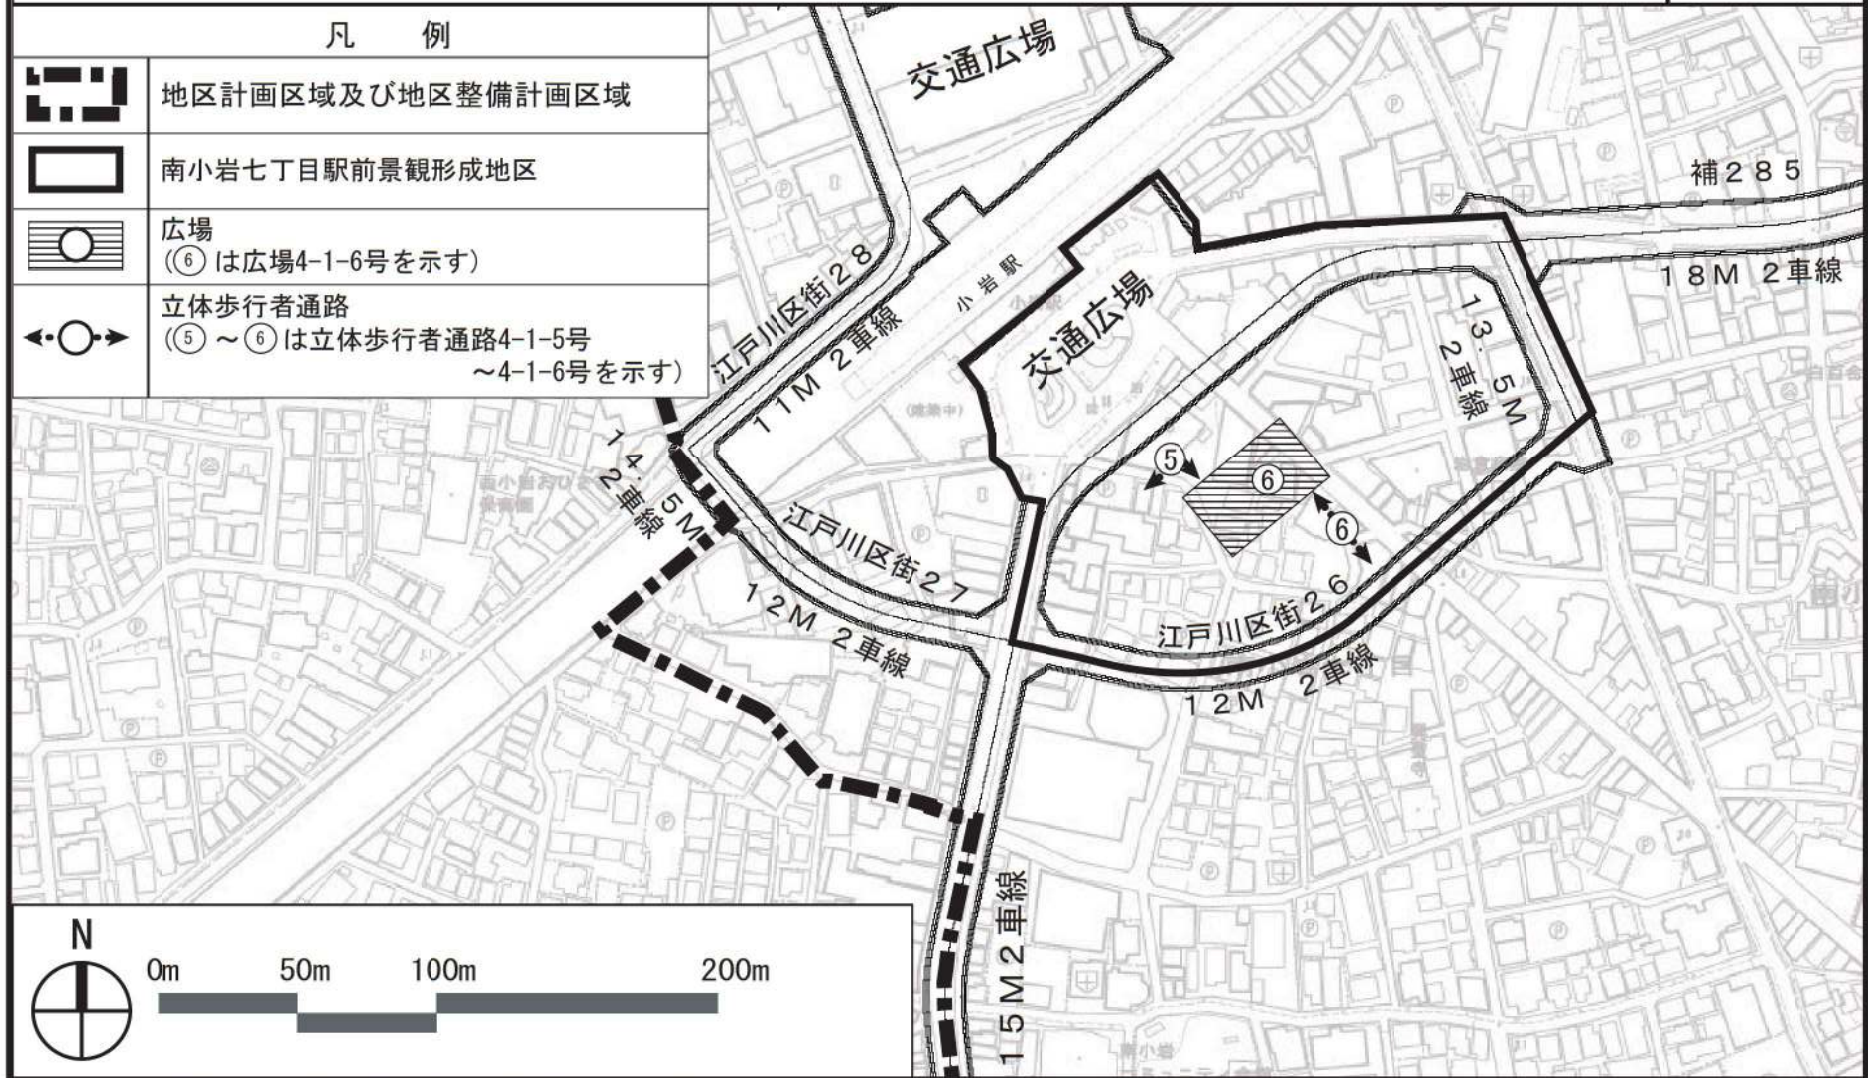 凡　例
地区計画区域及び地区整備計画区域
南小岩七丁目駅前景観形成地区
広場
(⑥は広場4-1-6号を示す)
立体歩行者通路
(⑤～⑥は立体歩行者通路4-1-5号
～4-1-6号を示す)
交通広場
補285
18M 2車線
江戸川区街28
11M 2車線
小岩駅
交通広場
13.5M
2車線
14.5M
2車線
⑤
⑥
⑥
江戸川区街27
12M 2車線
江戸川区街26
12M 2車線
15M2車線
N
0m 50m 100m 200m